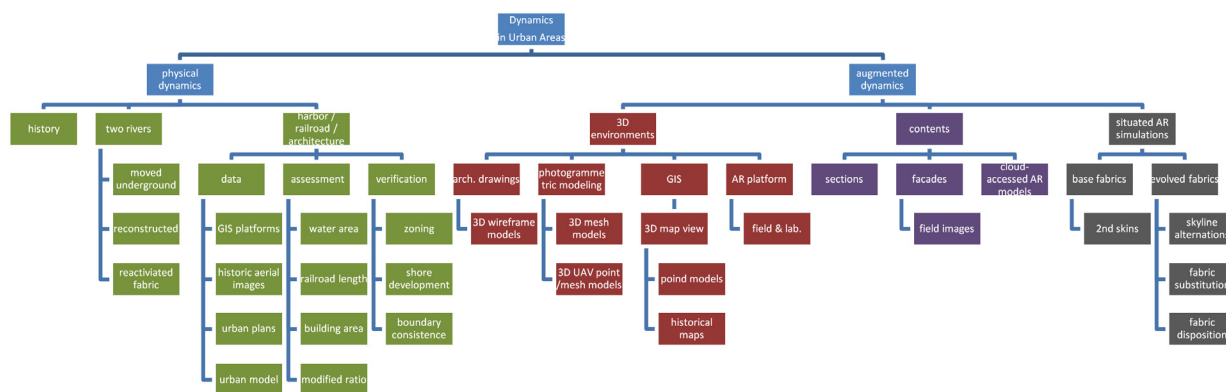 Dynamics
in Urban Areas
physical
dynamics
augmented
dynamics
history
two rivers
harbor /
railroad /
architecture
3D
environments
contents
situated AR
simulations
moved
underground
data
assessment
verification
arch. drawings
photogramme
tric modeling
GIS
AR platform
sections
facades
cloud-
accessed AR
models
base fabrics
evolved fabrics
reconstructed
GIS platforms
water area
zoning
3D wireframe
models
3D mesh
models
3D map view
field & lab.
field images
2nd skins
skyline
alternations
reactiviated
fabric
historic aerial
images
railroad length
shore
development
3D UAV point
/mesh models
poind models
fabric
substitution
urban plans
building area
boundary
consistence
historical
maps
fabric
disposition
urban model
modified ratio